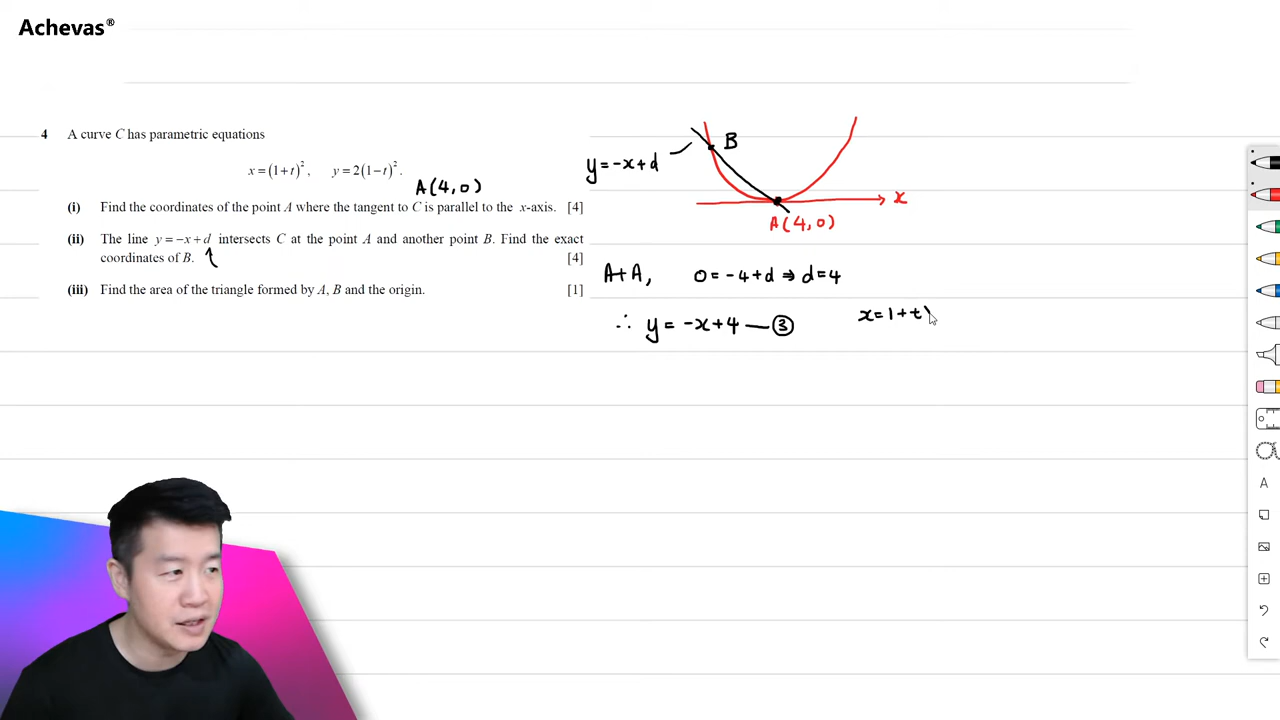 Achevas®
4 A curve C has parametric equations
x=(1+t)², y=2(1−t)².
A(4,0)
(i) Find the coordinates of the point A where the tangent to C is parallel to the x-axis. [4]
(ii) The line y=−x+d intersects C at the point A and another point B. Find the exact
coordinates of B. [4]
(iii) Find the area of the triangle formed by A, B and the origin. [1]
B
y=-x+d
x
A(4,0)
At A, 0=-4+d ⇒ d=4
∴ y = -x+4 — ③
x=1+t)
A